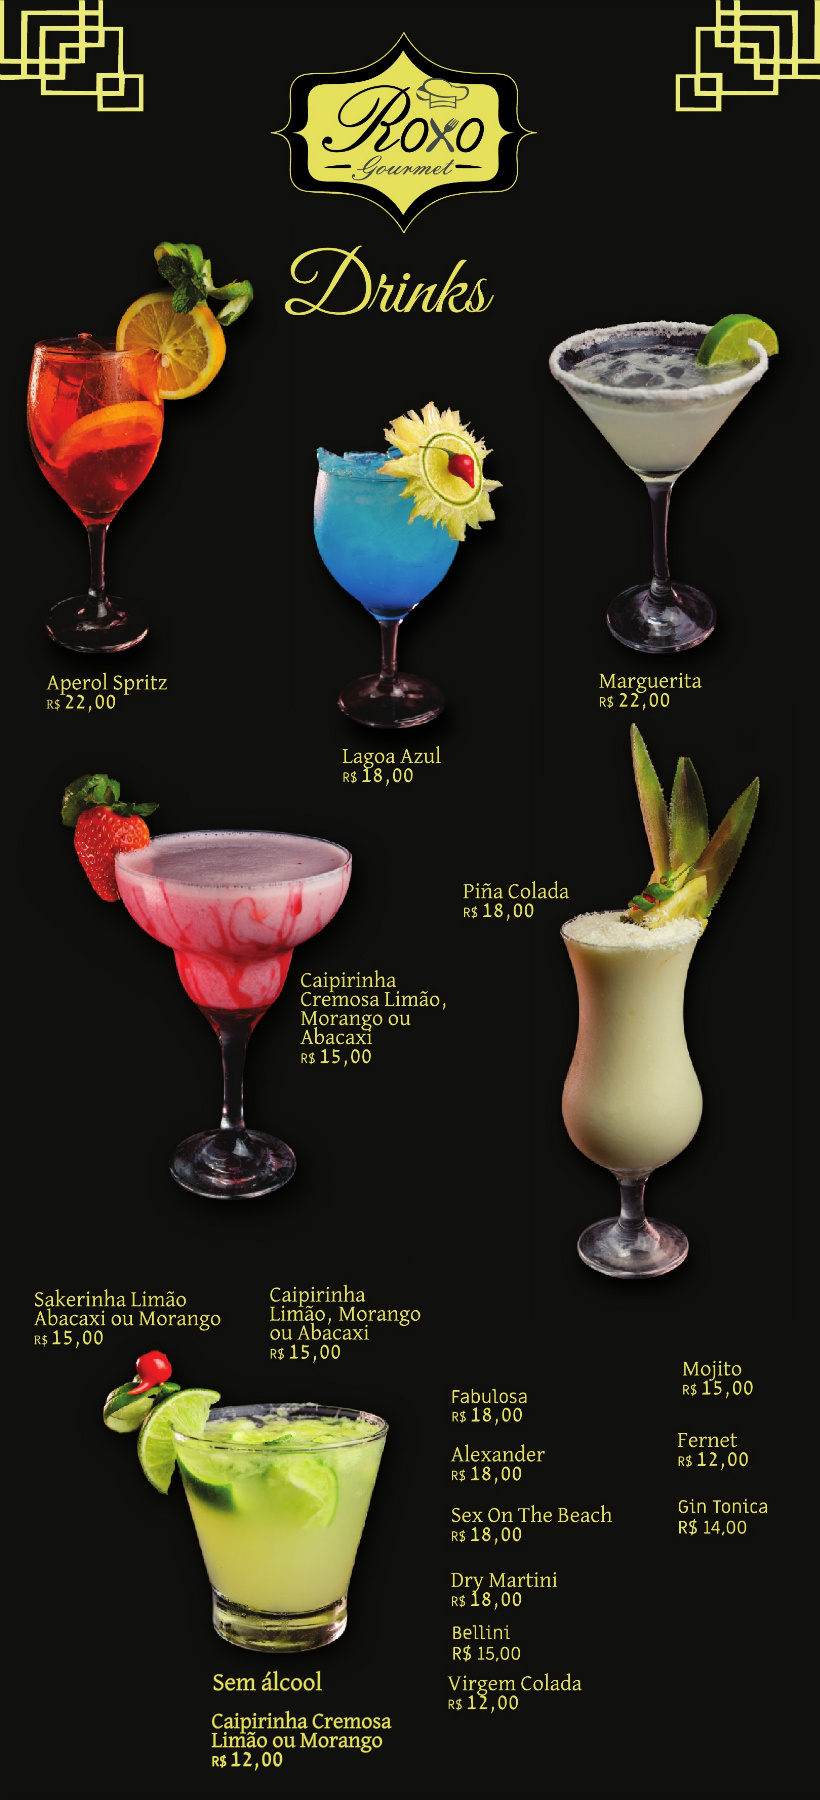 Roxo
Gourmet
Drinks
Aperol Spritz
R$ 22,00
Lagoa Azul
R$ 18,00
Marguerita
R$ 22,00
Piña Colada
R$ 18,00
Caipirinha
Cremosa Limão,
Morango ou
Abacaxi
R$ 15,00
Sakerinha Limão
Abacaxi ou Morango
R$ 15,00
Caipirinha
Limão, Morango
ou Abacaxi
R$ 15,00
Fabulosa
R$ 18,00
Alexander
R$ 18,00
Sex On The Beach
R$ 18,00
Dry Martini
R$ 18,00
Bellini
R$ 15,00
Virgem Colada
R$ 12,00
Mojito
R$ 15,00
Fernet
R$ 12,00
Gin Tonica
R$ 14,00
Sem álcool
Caipirinha Cremosa
Limão ou Morango
R$ 12,00